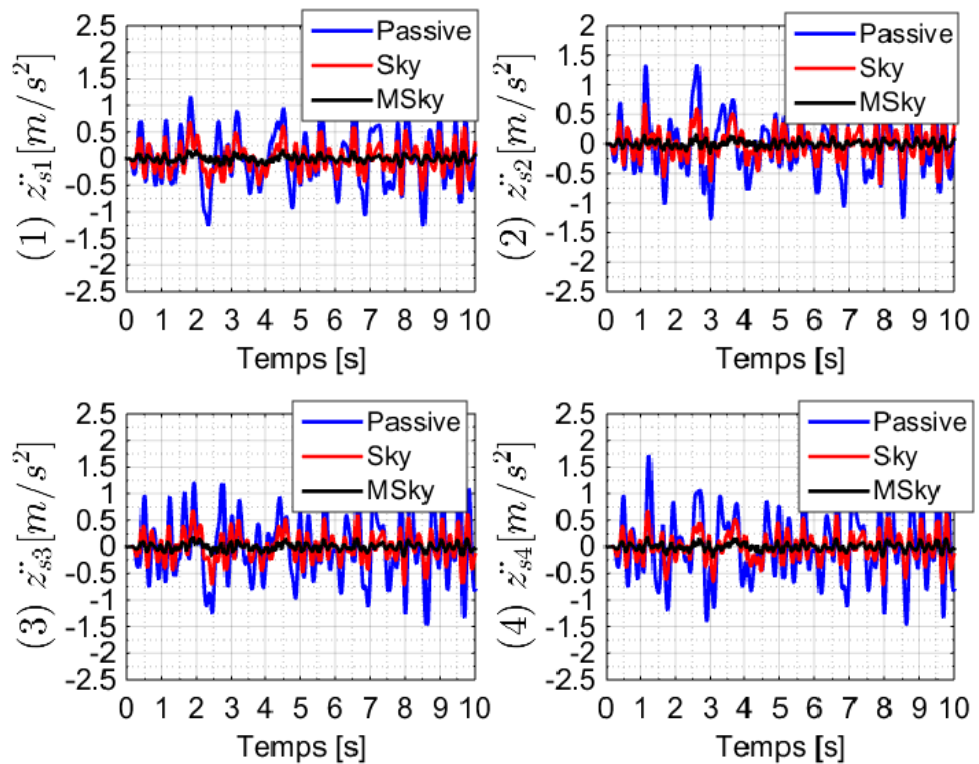 (1) z̈s1[m/s²]
2.5
2
1.5
1
0.5
0
-0.5
-1
-1.5
-2
-2.5
Passive
Sky
MSky
0 1 2 3 4 5 6 7 8 9 10
Temps [s]
(2) z̈s2[m/s²]
2
1.5
1
0.5
0
-0.5
-1
-1.5
-2
-2.5
Passive
Sky
MSky
0 1 2 3 4 5 6 7 8 9 10
Temps [s]
(3) z̈s3[m/s²]
2.5
2
1.5
1
0.5
0
-0.5
-1
-1.5
-2
-2.5
Passive
Sky
MSky
0 1 2 3 4 5 6 7 8 9 10
Temps [s]
(4) z̈s4[m/s²]
2.5
2
1.5
1
0.5
0
-0.5
-1
-1.5
-2
-2.5
Passive
Sky
MSky
0 1 2 3 4 5 6 7 8 9 10
Temps [s]